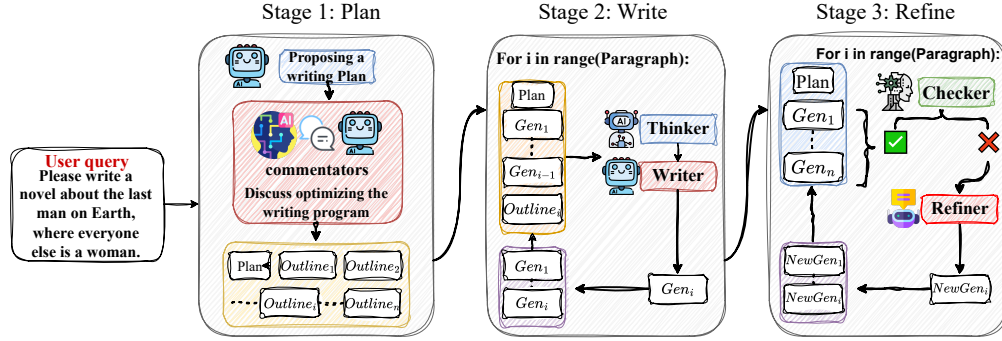 Stage 1: Plan
Stage 2: Write
Stage 3: Refine
User query
Please write a
novel about the last
man on Earth,
where everyone
else is a woman.
Proposing a
writing Plan
AI
commentators
Discuss optimizing the
writing program
Plan
Outline₁
Outline₂
Outlineᵢ
Outlineₙ
For i in range(Paragraph):
Plan
Gen₁
Genᵢ₋₁
Outlineᵢ
AI
Thinker
Writer
Gen₁
Genᵢ
Genᵢ
For i in range(Paragraph):
Plan
Gen₁
Genₙ
Checker
Refiner
NewGen₁
NewGenᵢ
NewGenᵢ